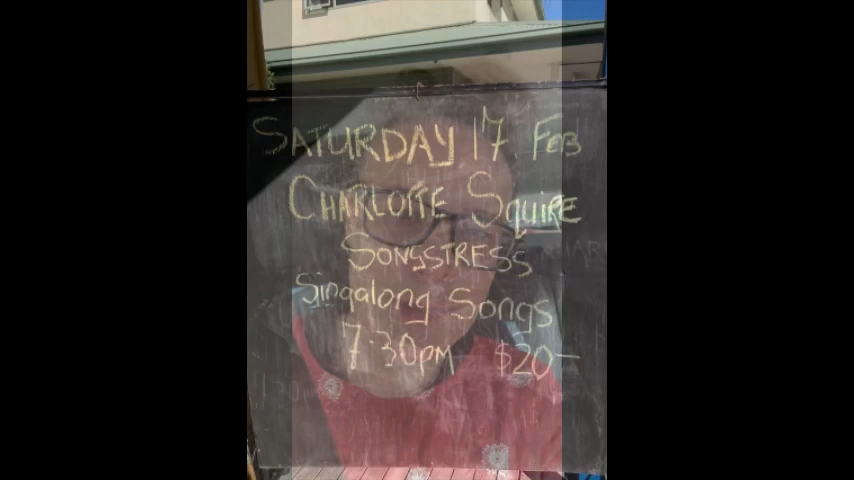 SATURDAY 17 FEB
CHARLOTTE SQUIRE
SONGSTRESS
Singalong Songs
7.30pm $20-